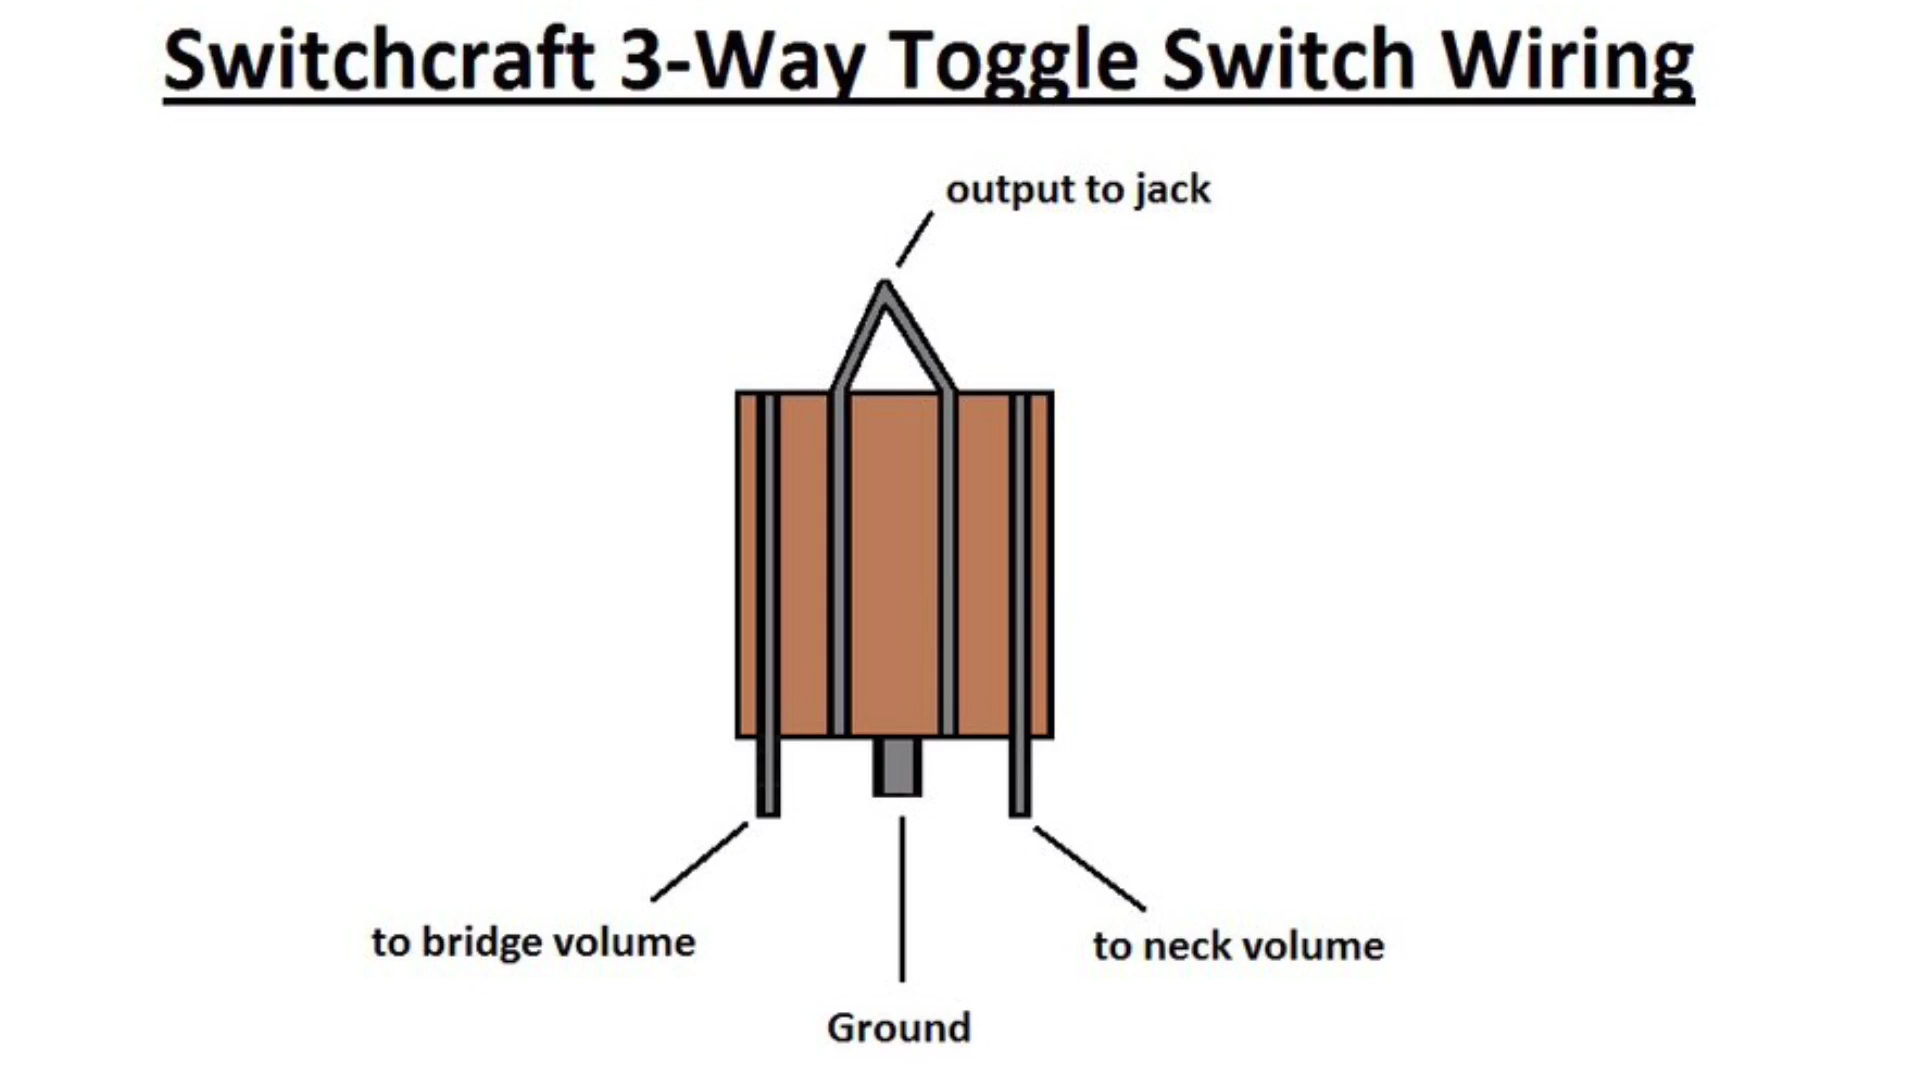 Switchcraft 3-Way Toggle Switch Wiring
output to jack
to bridge volume
to neck volume
Ground